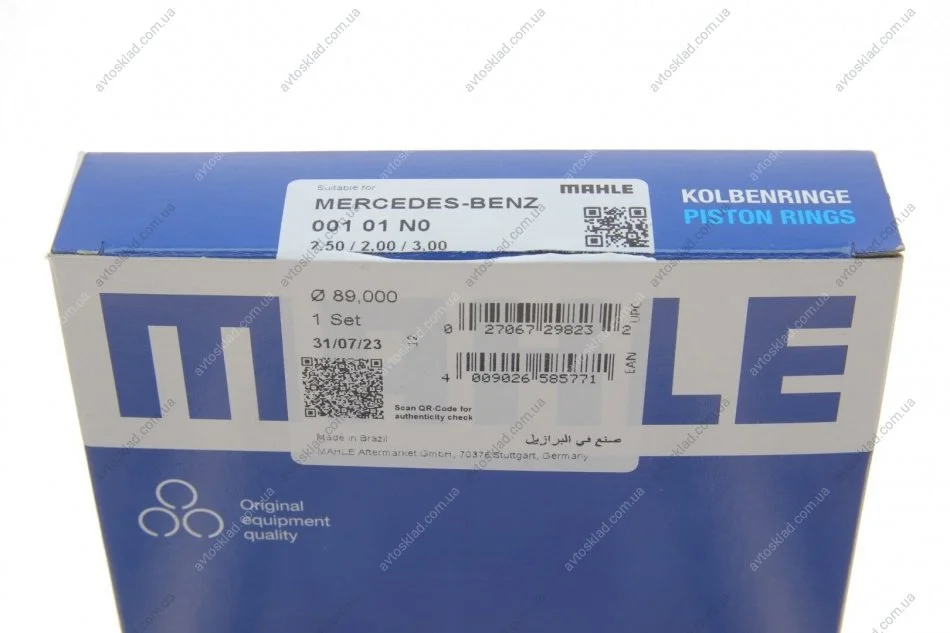 Suitable for
MAHLE
MERCEDES-BENZ
001 01 N0
2.50 / 2,00 / 3.00
KOLBENRINGE
PISTON RINGS
Ø 89,000
1 Set
31/07/23
12
0 27067 29823 2
UPC
4 009026 585771
EAN
Scan QR-Code for
authenticity check
Made in Brazil
صنع في البرازيل
MAHLE Aftermarket GmbH, 70376 Stuttgart, Germany
MAHLE
Original
equipment
quality
avtosklad.com.ua